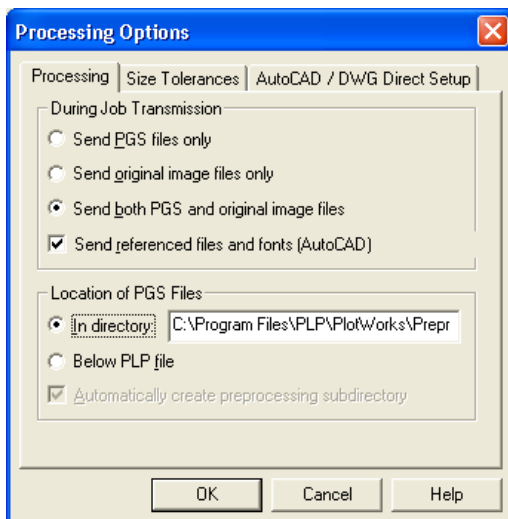 Processing Options
Processing Size Tolerances AutoCAD / DWG Direct Setup
During Job Transmission
Send PGS files only
Send original image files only
Send both PGS and original image files
Send referenced files and fonts (AutoCAD)
Location of PGS Files
In directory: C:\Program Files\PLP\PlotWorks\Prepr
Below PLP file
Automatically create preprocessing subdirectory
OK Cancel Help